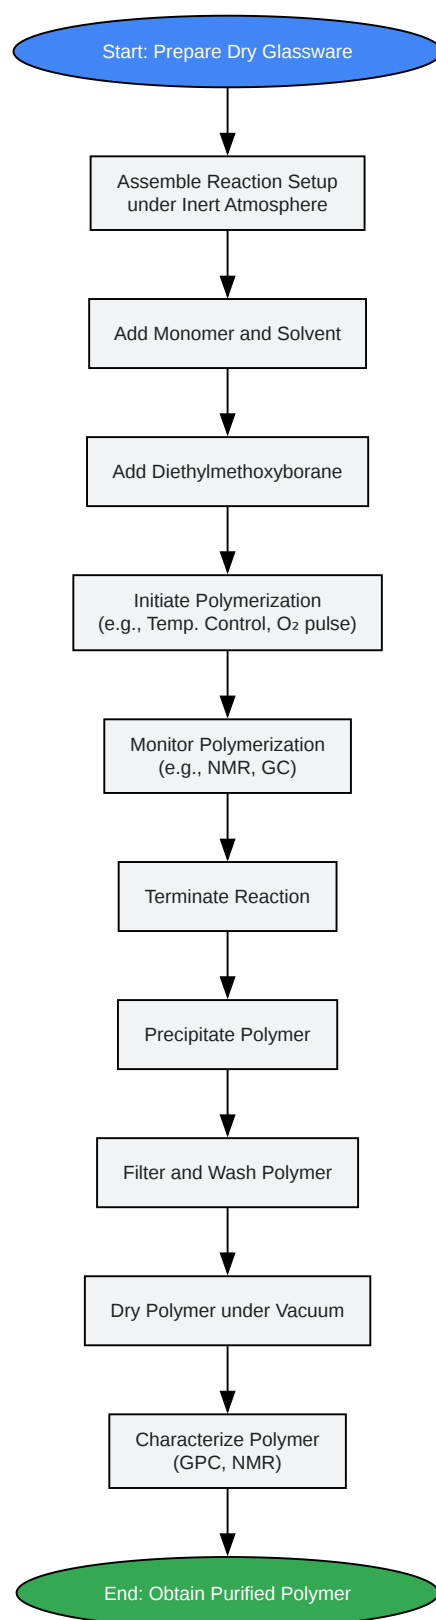 Start: Prepare Dry Glassware
Assemble Reaction Setup
under Inert Atmosphere
Add Monomer and Solvent
Add Diethylmethoxyborane
Initiate Polymerization
(e.g., Temp. Control, O₂ pulse)
Monitor Polymerization
(e.g., NMR, GC)
Terminate Reaction
Precipitate Polymer
Filter and Wash Polymer
Dry Polymer under Vacuum
Characterize Polymer
(GPC, NMR)
End: Obtain Purified Polymer